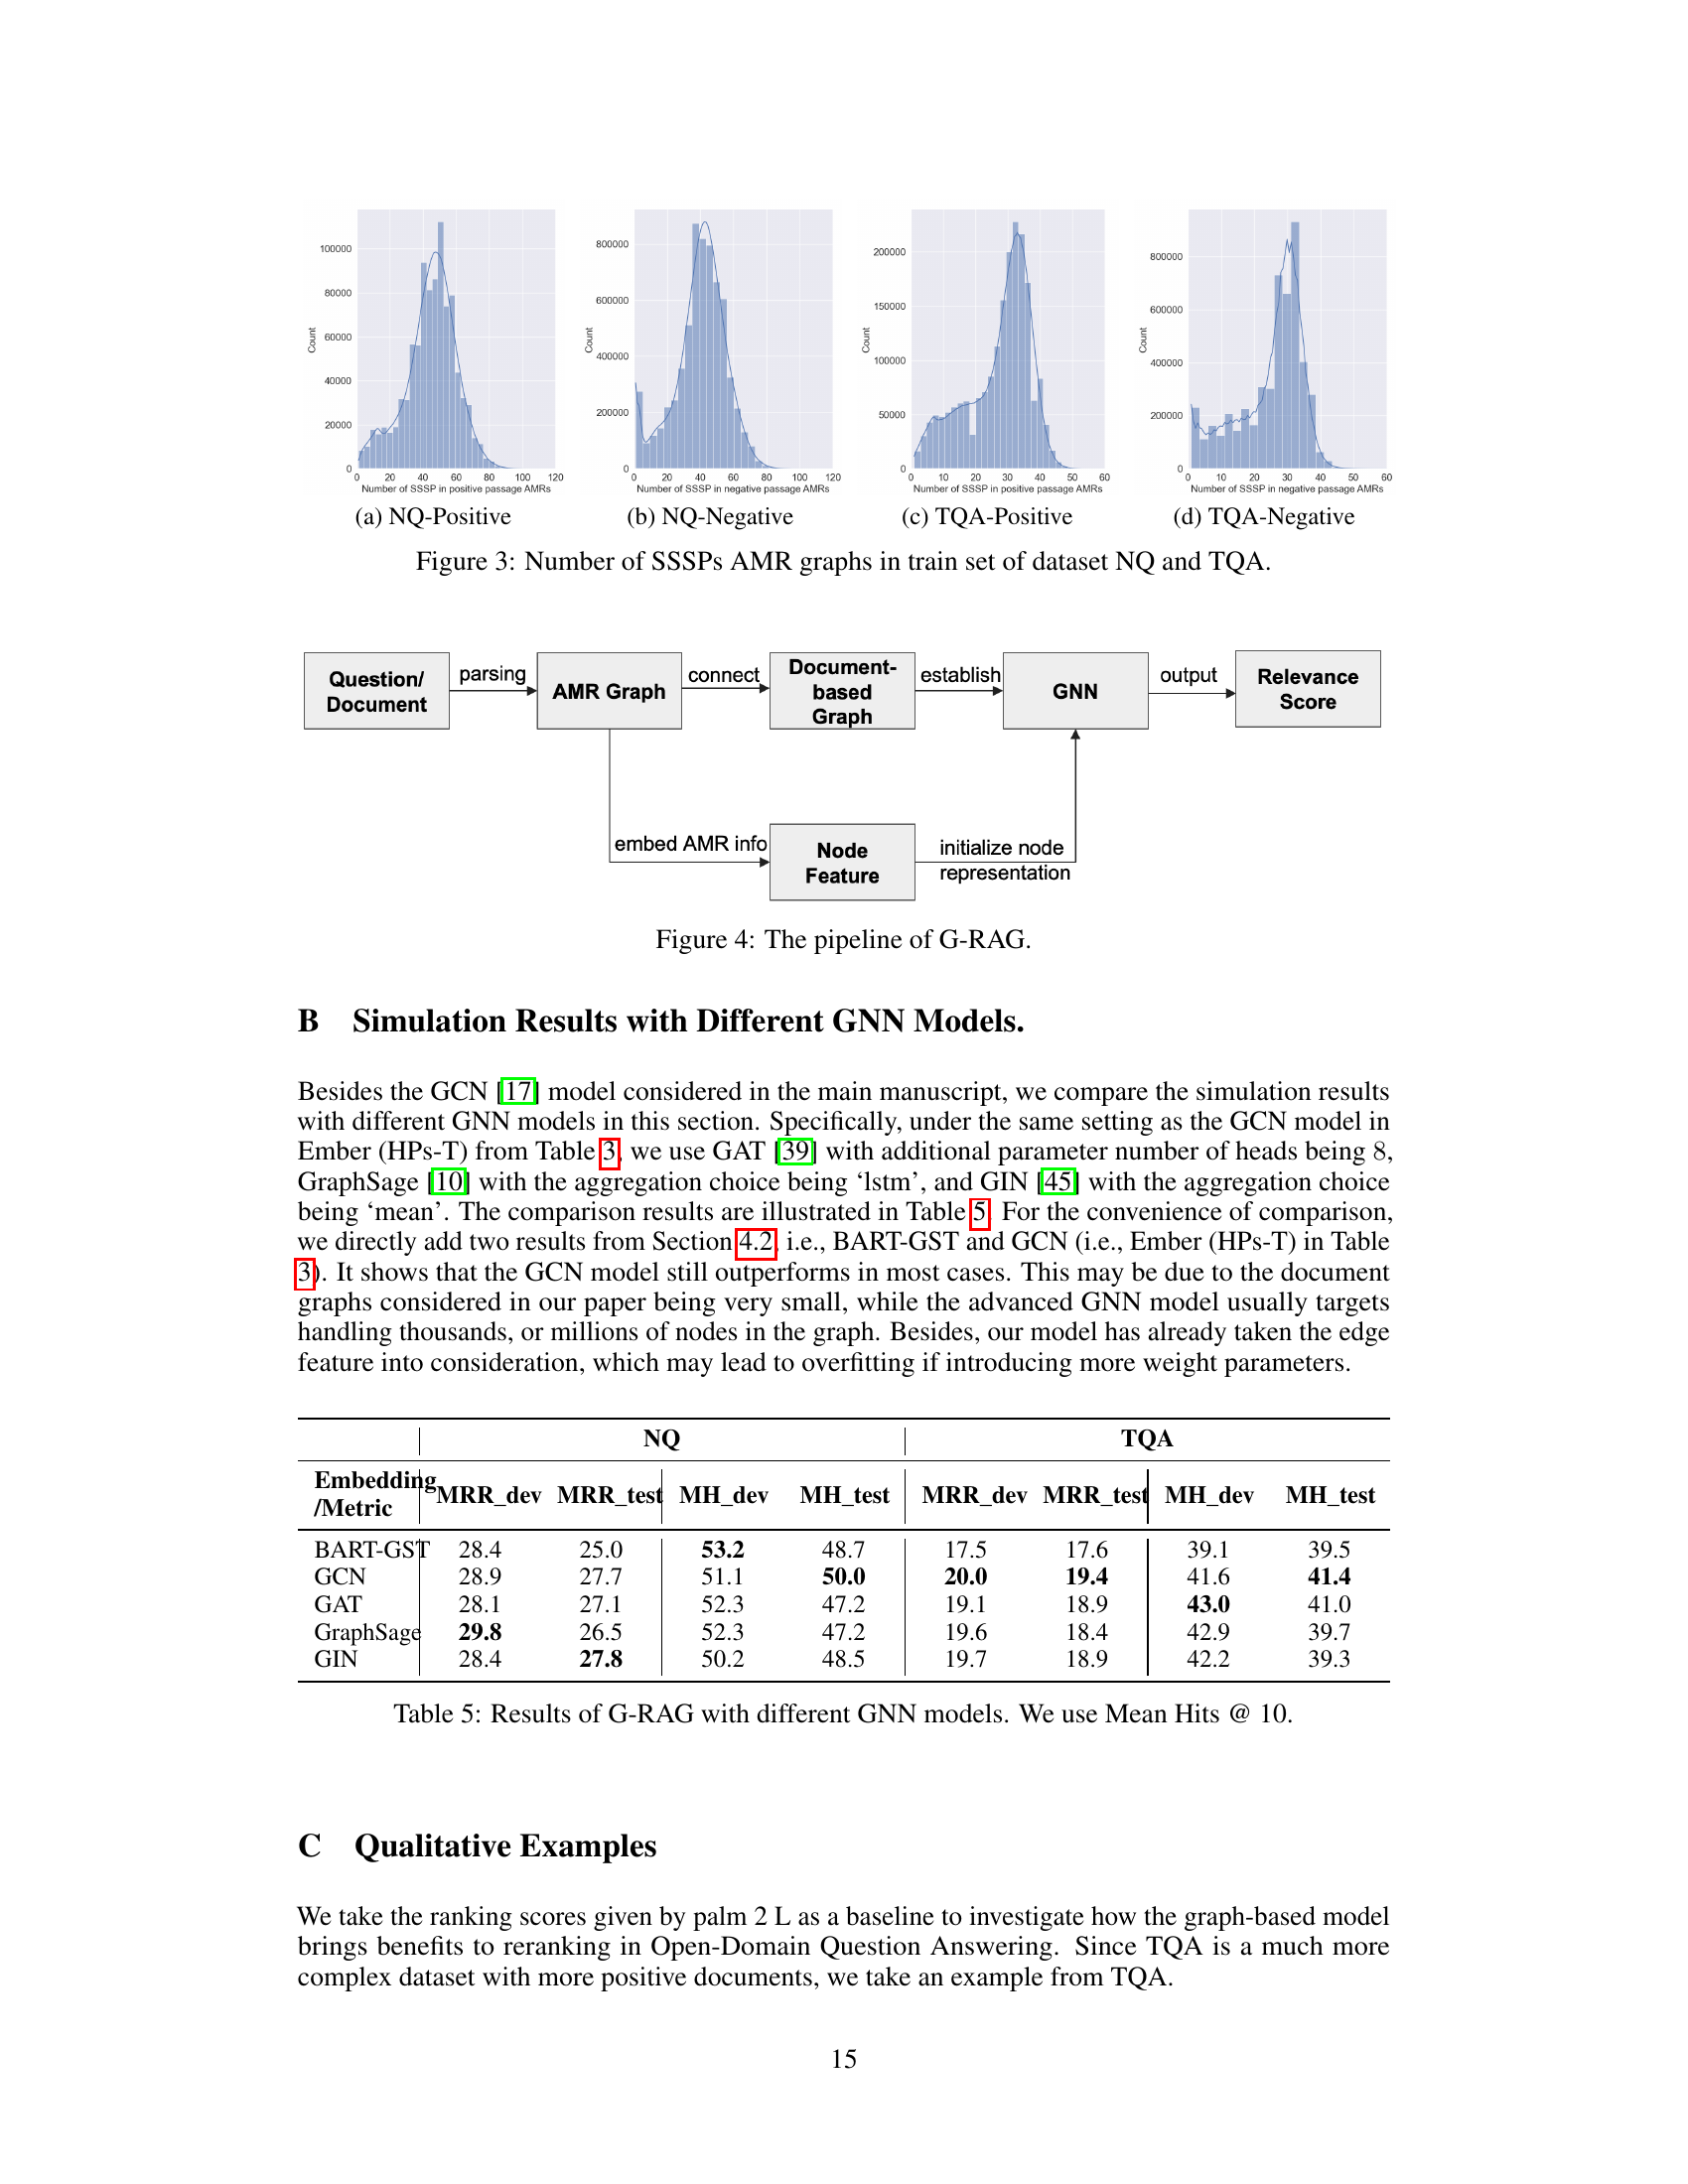 100000
80000
60000
40000
20000
0
Count
0 20 40 60 80 100 120
Number of SSSP in positive passage AMRs
(a) NQ-Positive
800000
600000
400000
200000
0
Count
0 20 40 60 80 100 120
Number of SSSP in negative passage AMRs
(b) NQ-Negative
200000
150000
100000
50000
0
Count
0 10 20 30 40 50 60
Number of SSSP in positive passage AMRs
(c) TQA-Positive
800000
600000
400000
200000
0
Count
0 10 20 30 40 50 60
Number of SSSP in negative passage AMRs
(d) TQA-Negative
Figure 3: Number of SSSPs AMR graphs in train set of dataset NQ and TQA.
Question/
Document
parsing
AMR Graph
connect
Document-
based
Graph
establish
GNN
output
Relevance
Score
embed AMR info
Node
Feature
initialize node
representation
Figure 4: The pipeline of G-RAG.
B Simulation Results with Different GNN Models.
Besides the GCN [17] model considered in the main manuscript, we compare the simulation results
with different GNN models in this section. Specifically, under the same setting as the GCN model in
Ember (HPs-T) from Table 3, we use GAT [39] with additional parameter number of heads being 8,
GraphSage [10] with the aggregation choice being ‘lstm’, and GIN [45] with the aggregation choice
being ‘mean’. The comparison results are illustrated in Table 5. For the convenience of comparison,
we directly add two results from Section 4.2, i.e., BART-GST and GCN (i.e., Ember (HPs-T) in Table
3). It shows that the GCN model still outperforms in most cases. This may be due to the document
graphs considered in our paper being very small, while the advanced GNN model usually targets
handling thousands, or millions of nodes in the graph. Besides, our model has already taken the edge
feature into consideration, which may lead to overfitting if introducing more weight parameters.
NQ TQA
Embedding
/Metric MRR_dev MRR_test MH_dev MH_test MRR_dev MRR_test MH_dev MH_test
BART-GST 28.4 25.0 53.2 48.7 17.5 17.6 39.1 39.5
GCN 28.9 27.7 51.1 50.0 20.0 19.4 41.6 41.4
GAT 28.1 27.1 52.3 47.2 19.1 18.9 43.0 41.0
GraphSage 29.8 26.5 52.3 47.2 19.6 18.4 42.9 39.7
GIN 28.4 27.8 50.2 48.5 19.7 18.9 42.2 39.3
Table 5: Results of G-RAG with different GNN models. We use Mean Hits @ 10.
C Qualitative Examples
We take the ranking scores given by palm 2 L as a baseline to investigate how the graph-based model
brings benefits to reranking in Open-Domain Question Answering. Since TQA is a much more
complex dataset with more positive documents, we take an example from TQA.
15